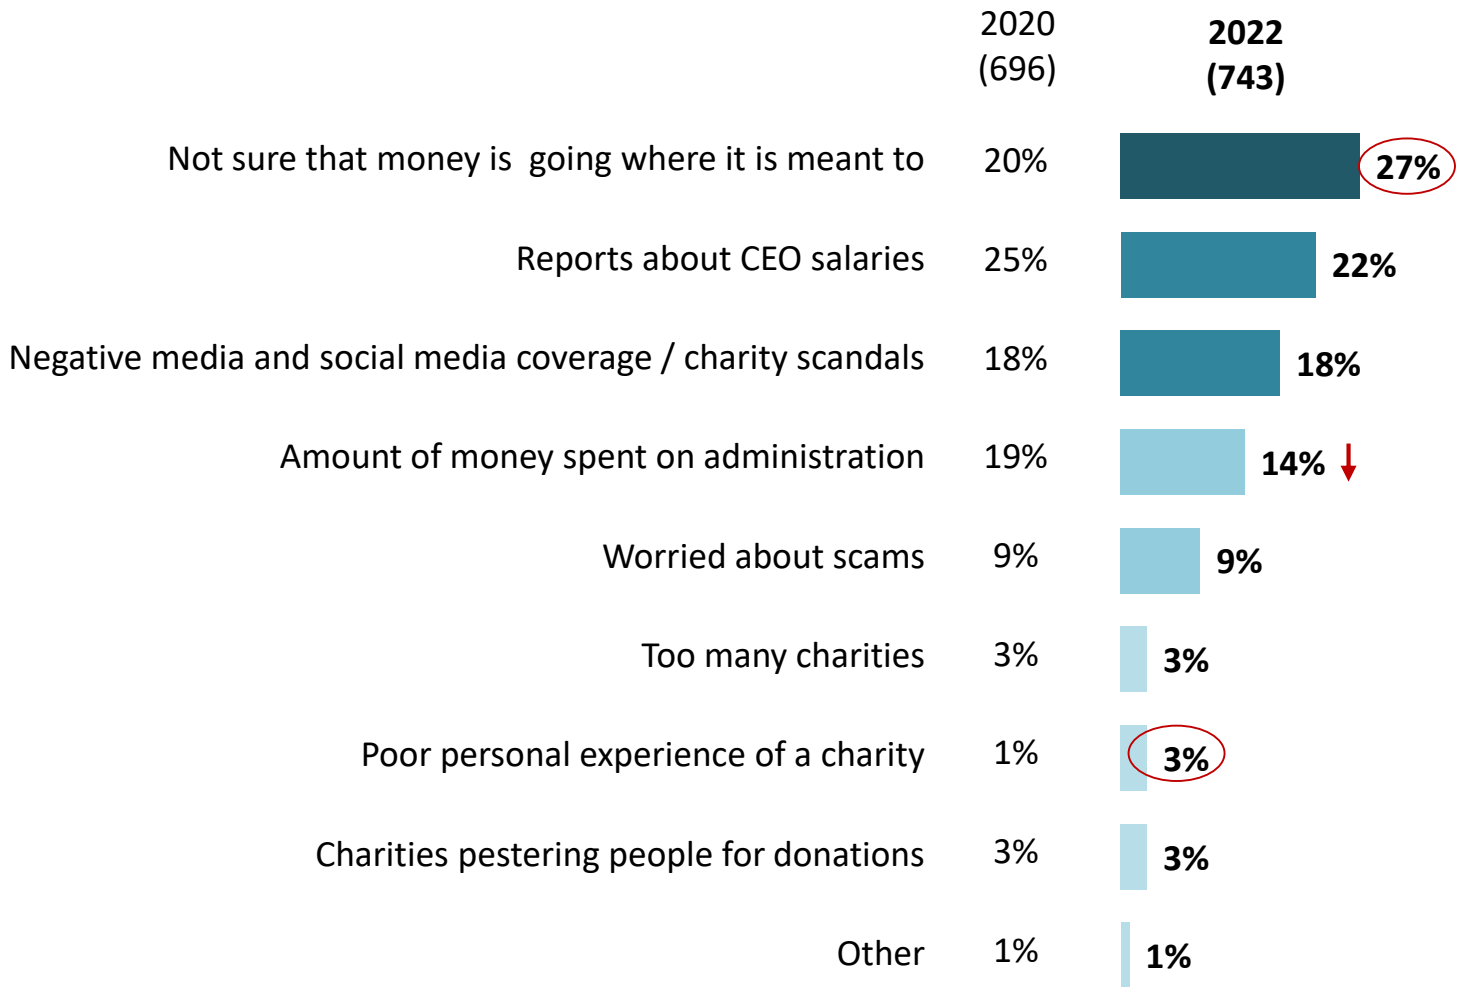 2020 2022
(696) (743)
Not sure that money is  going where it is meant to 20% 27%
Reports about CEO salaries 25% 22%
Negative media and social media coverage / charity scandals 18% 18%
Amount of money spent on administration 19% 14%
Worried about scams 9% 9%
Too many charities 3% 3%
Poor personal experience of a charity 1% 3%
Charities pestering people for donations 3% 3%
Other 1% 1%